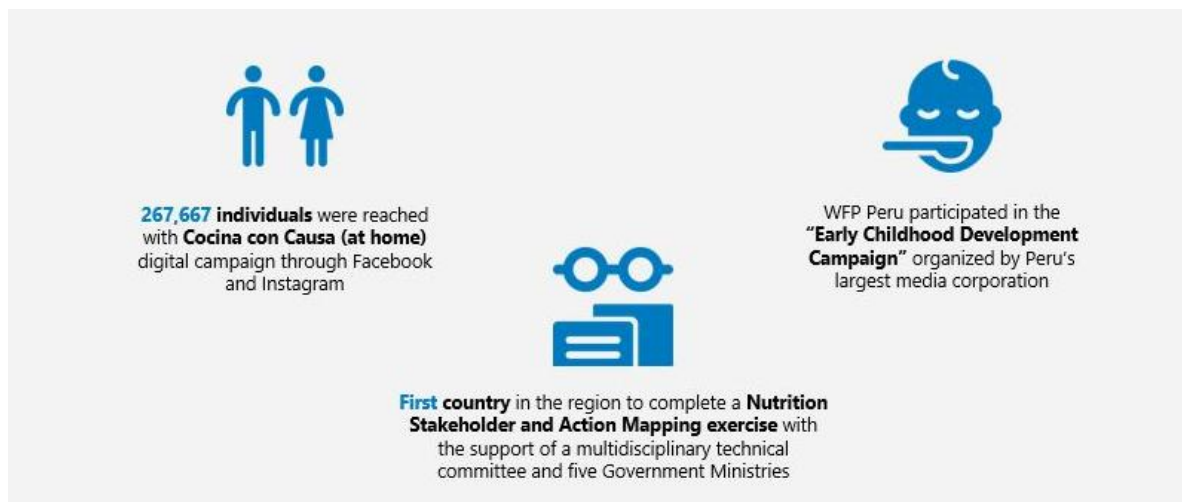 267,667 individuals were reached
with Cocina con Causa (at home)
digital campaign through Facebook
and Instagram
WFP Peru participated in the
“Early Childhood Development
Campaign” organized by Peru’s
largest media corporation
First country in the region to complete a Nutrition
Stakeholder and Action Mapping exercise with
the support of a multidisciplinary technical
committee and five Government Ministries